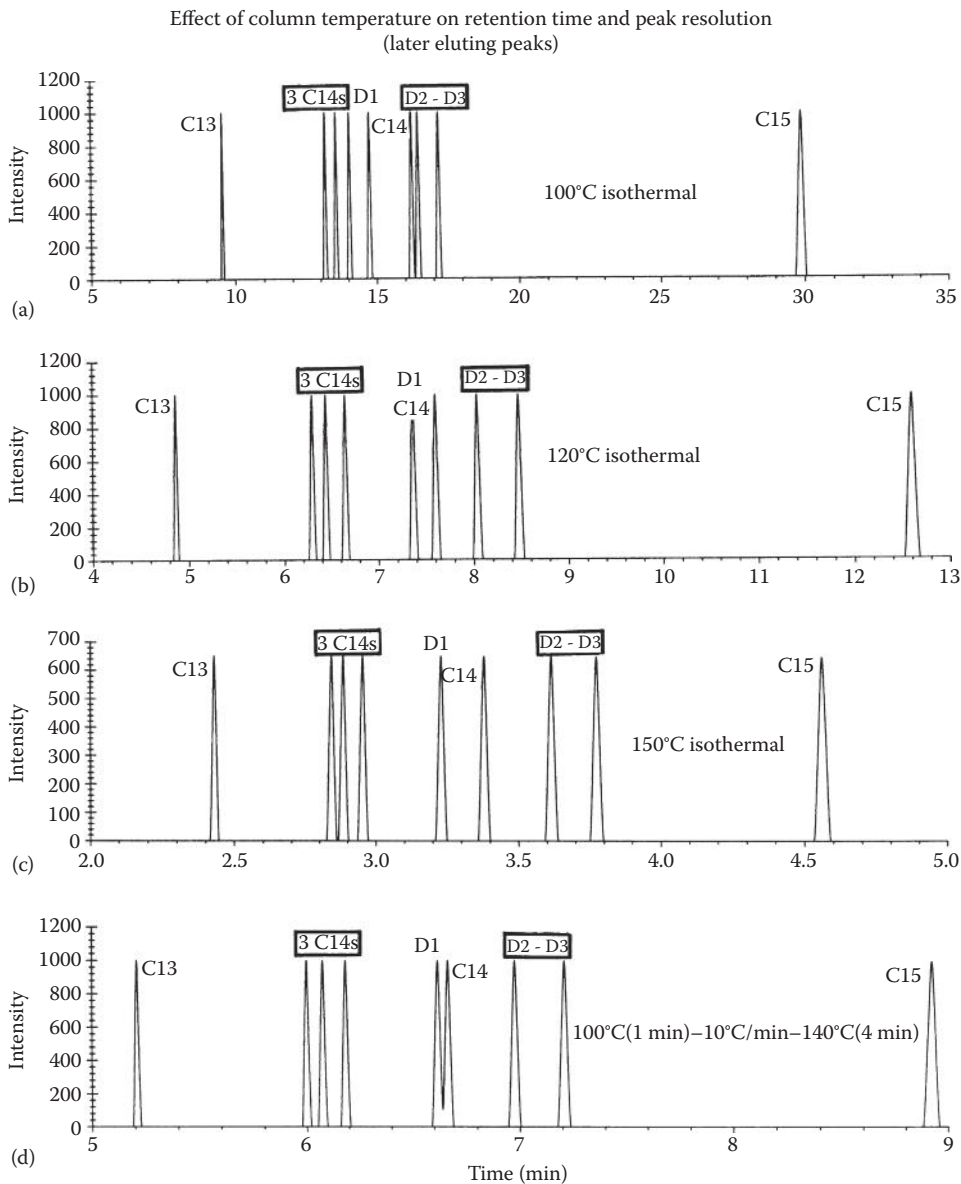 Effect of column temperature on retention time and peak resolution
(later eluting peaks)
1200
1000
800
600
400
200
0
Intensity
C13
3 C14s
D1
C14
D2 - D3
C15
100°C isothermal
5 10 15 20 25 30 35
(a)
1200
1000
800
600
400
200
0
Intensity
C13
3 C14s
D1
C14
D2 - D3
C15
120°C isothermal
4 5 6 7 8 9 10 11 12 13
(b)
700
600
500
400
300
200
100
0
Intensity
C13
3 C14s
D1
C14
D2 - D3
C15
150°C isothermal
2.0 2.5 3.0 3.5 4.0 4.5 5.0
(c)
1200
1000
800
600
400
200
0
Intensity
C13
3 C14s
D1
C14
D2 - D3
C15
100°C(1 min)–10°C/min–140°C(4 min)
5 6 7 8 9
(d)
Time (min)